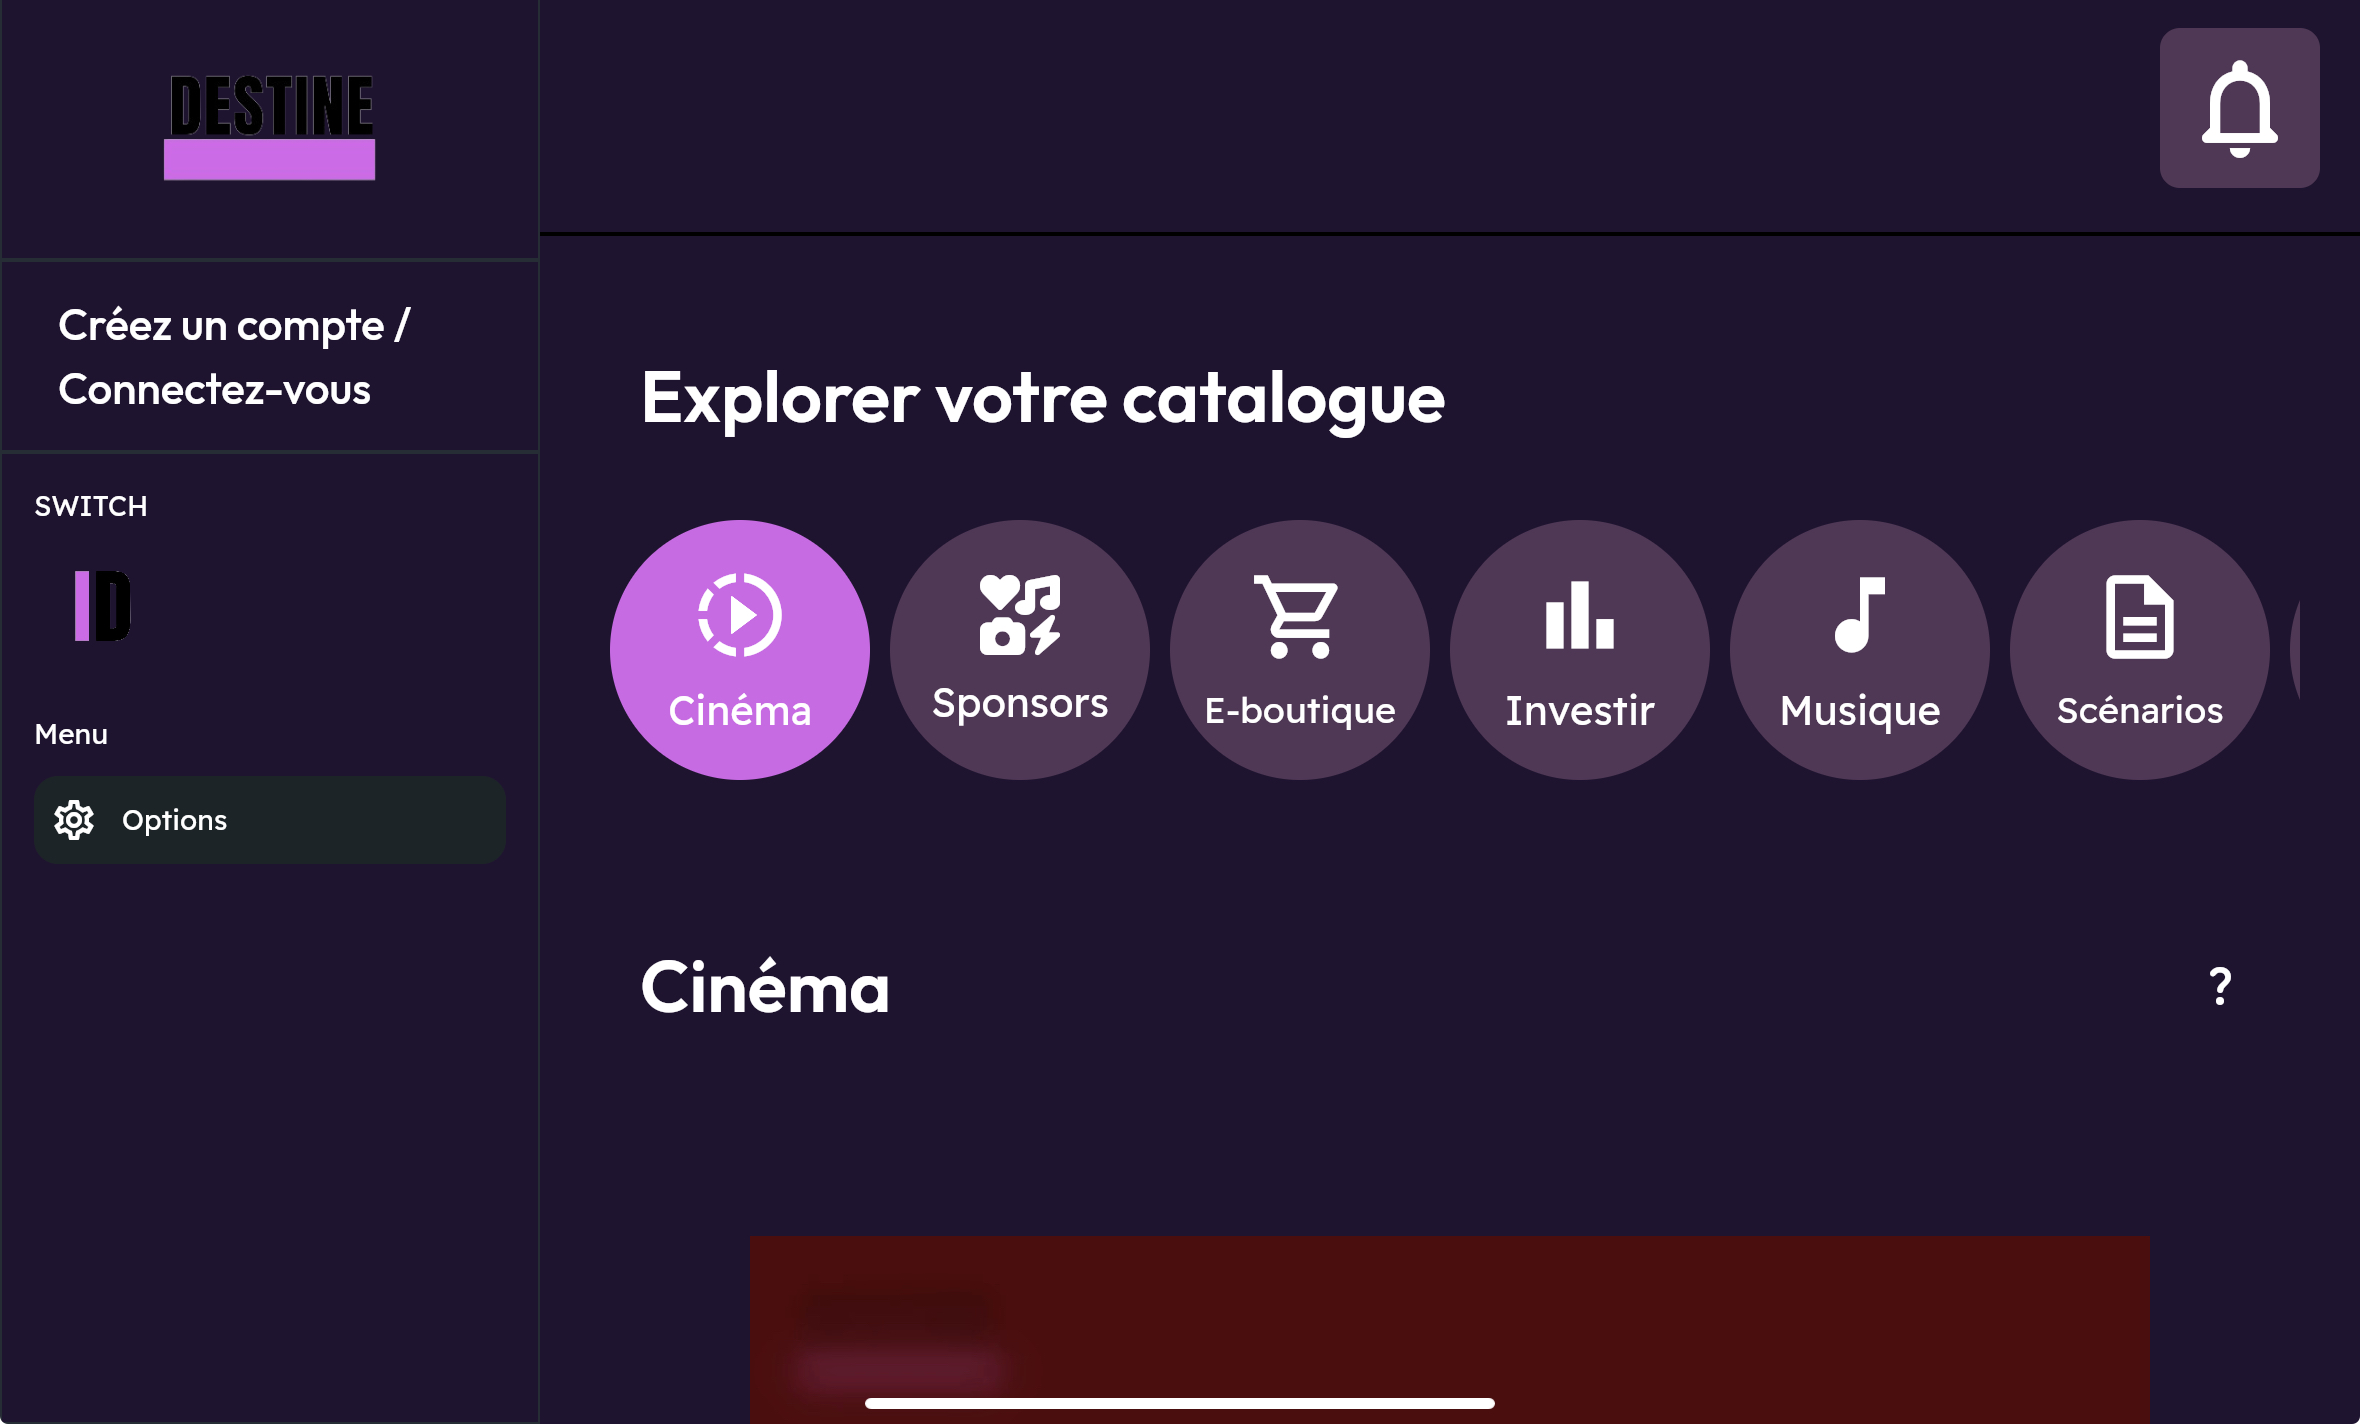 DESTINE
Créez un compte /
Connectez-vous
SWITCH
ID
Menu
Options
Explorer votre catalogue
Cinéma
Sponsors
E-boutique
Investir
Musique
Scénarios
Cinéma
?